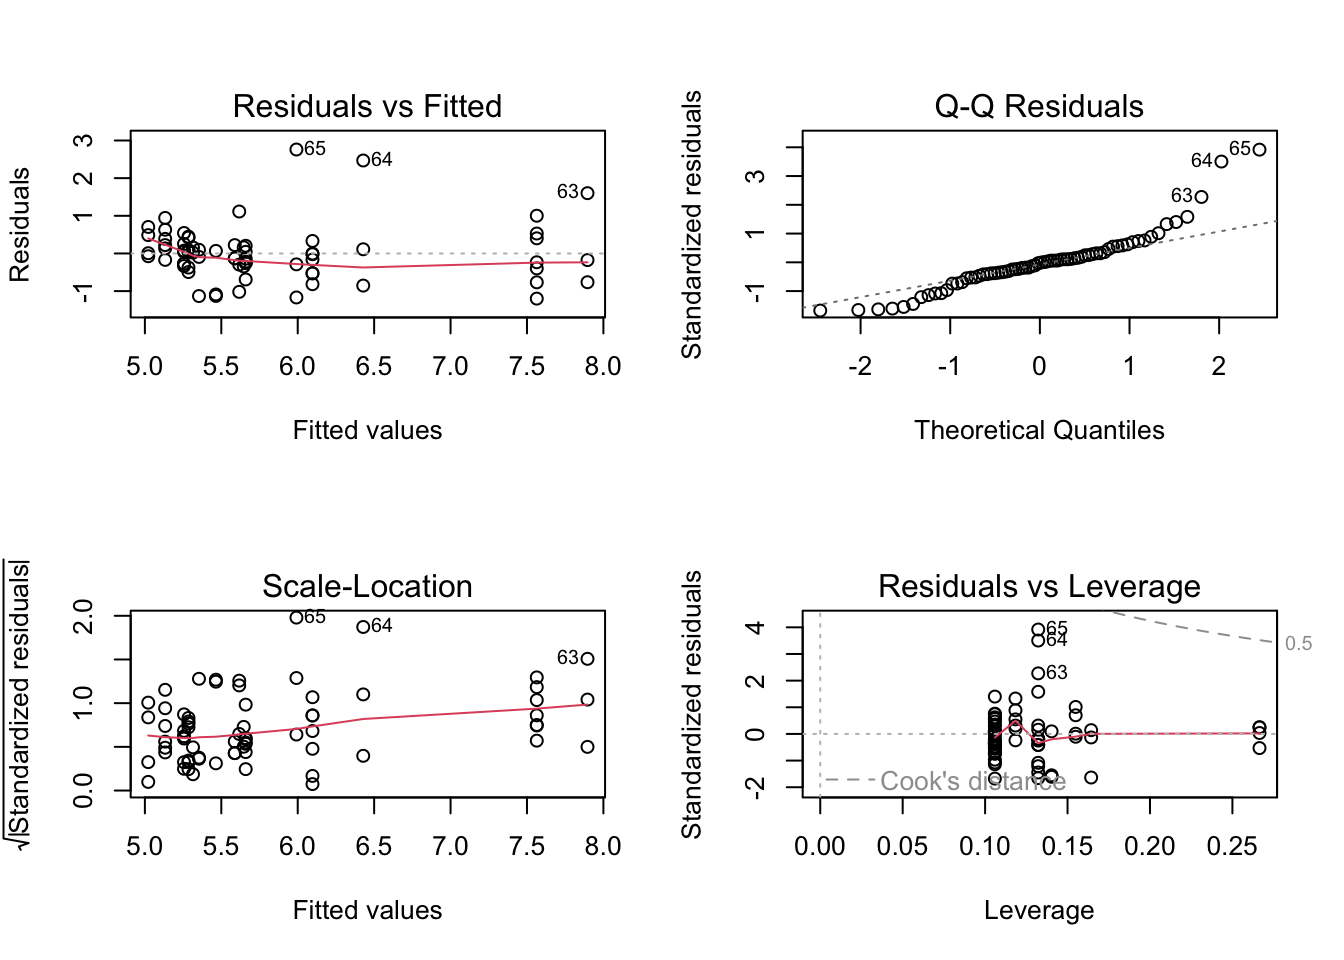 Residuals vs Fitted
Residuals
3
2
1
-1
65
64
63
5.0 5.5 6.0 6.5 7.0 7.5 8.0
Fitted values
Q-Q Residuals
Standardized residuals
3
1
-1
64
65
63
-2 -1 0 1 2
Theoretical Quantiles
Scale-Location
√|Standardized residuals|
2.0
1.0
0.0
65
64
63
5.0 5.5 6.0 6.5 7.0 7.5 8.0
Fitted values
Residuals vs Leverage
Standardized residuals
4
2
0
-2
65
64
63
0.5
Cook's distance
0.00 0.05 0.10 0.15 0.20 0.25
Leverage